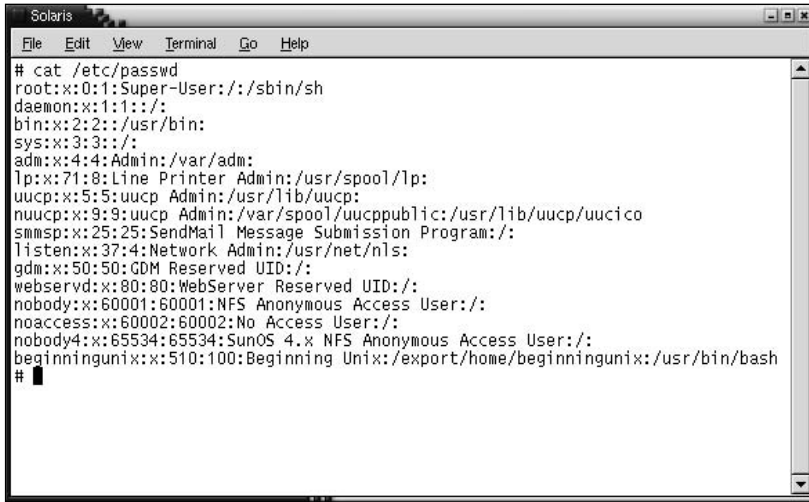 Solaris
File Edit View Terminal Go Help
# cat /etc/passwd
root:x:0:1:Super-User:/:/sbin/sh
daemon:x:1:1::/:
bin:x:2:2::/usr/bin:
sys:x:3:3::/:
adm:x:4:4:Admin:/var/adm:
lp:x:71:8:Line Printer Admin:/usr/spool/lp:
uucp:x:5:5:uucp Admin:/usr/lib/uucp:
nuucp:x:9:9:uucp Admin:/var/spool/uucppublic:/usr/lib/uucp/uucico
smmsp:x:25:25:SendMail Message Submission Program:/:
listen:x:37:4:Network Admin:/usr/net/nls:
gdm:x:50:50:GDM Reserved UID:/:
webservd:x:80:80:WebServer Reserved UID:/:
nobody:x:60001:60001:NFS Anonymous Access User:/:
noaccess:x:60002:60002:No Access User:/:
nobody4:x:65534:65534:SunOS 4.x NFS Anonymous Access User:/:
beginningunix:x:510:100:Beginning Unix:/export/home/beginningunix:/usr/bin/bash
#